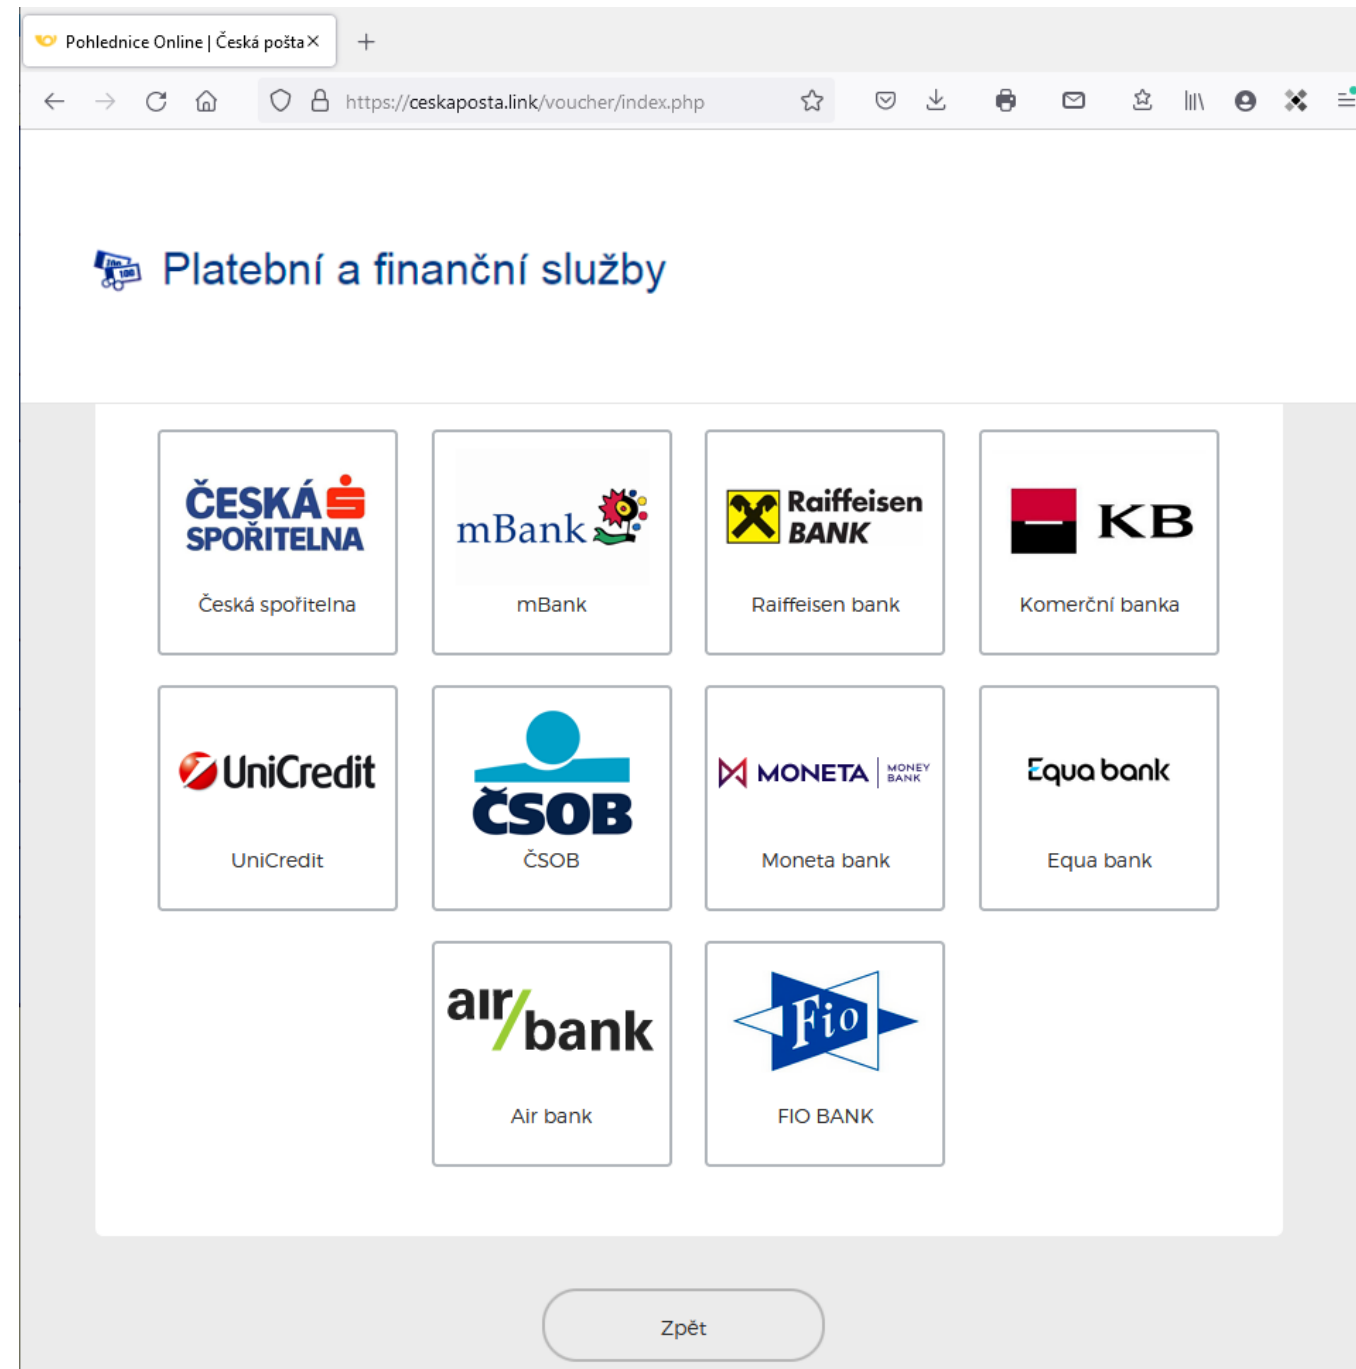 Pohlednice Online | Česká pošta
https://ceskaposta.link/voucher/index.php
Platební a finanční služby
ČESKÁ
SPOŘITELNA
Česká spořitelna
mBank
mBank
Raiffeisen
BANK
Raiffeisen bank
KB
Komerční banka
UniCredit
UniCredit
ČSOB
ČSOB
MONETA MONEY
BANK
Moneta bank
Equa bank
Equa bank
air/
bank
Air bank
Fio
FIO BANK
Zpět